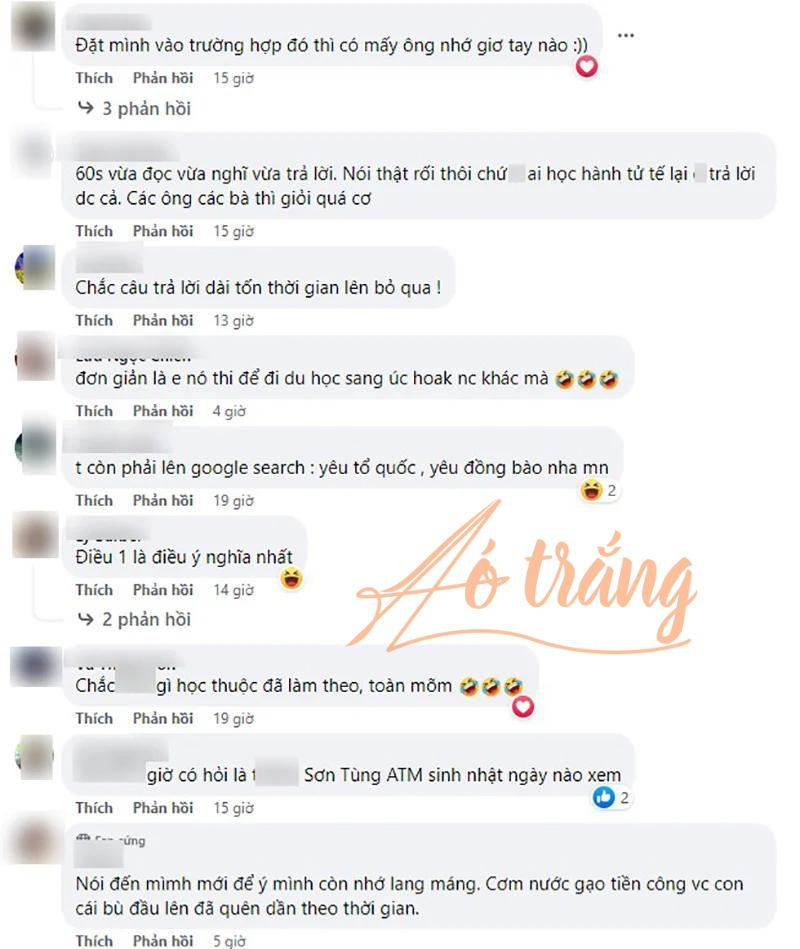 Đặt mình vào trường hợp đó thì có mấy ông nhớ giơ tay nào :))
Thích Phản hồi 15 giờ
3 phản hồi
60s vừa đọc vừa nghĩ vừa trả lời. Nói thật rối thôi chứ ai học hành tử tế lại trả lời
dc cả. Các ông các bà thì giỏi quá cơ
Thích Phản hồi 15 giờ
Chắc câu trả lời dài tốn thời gian lên bỏ qua !
Thích Phản hồi 13 giờ
đơn giản là e nó thi để đi du học sang úc hoak nc khác mà 🤣🤣🤣
Thích Phản hồi 4 giờ
t còn phải lên google search : yêu tổ quốc , yêu đồng bào nha mn
2
Thích Phản hồi 19 giờ
Điều 1 là điều ý nghĩa nhất
Thích Phản hồi 14 giờ
2 phản hồi
Áo trắng
Chắc gì học thuộc đã làm theo, toàn mõm 🤣🤣🤣
Thích Phản hồi 19 giờ
giờ có hỏi là Sơn Tùng ATM sinh nhật ngày nào xem
2
Thích Phản hồi 15 giờ
Nói đến mìmh mới để ý mình còn nhớ lang máng. Cơm nước gạo tiền công vc con
cái bù đầu lên đã quên dần theo thời gian.
Thích Phản hồi 5 giờ